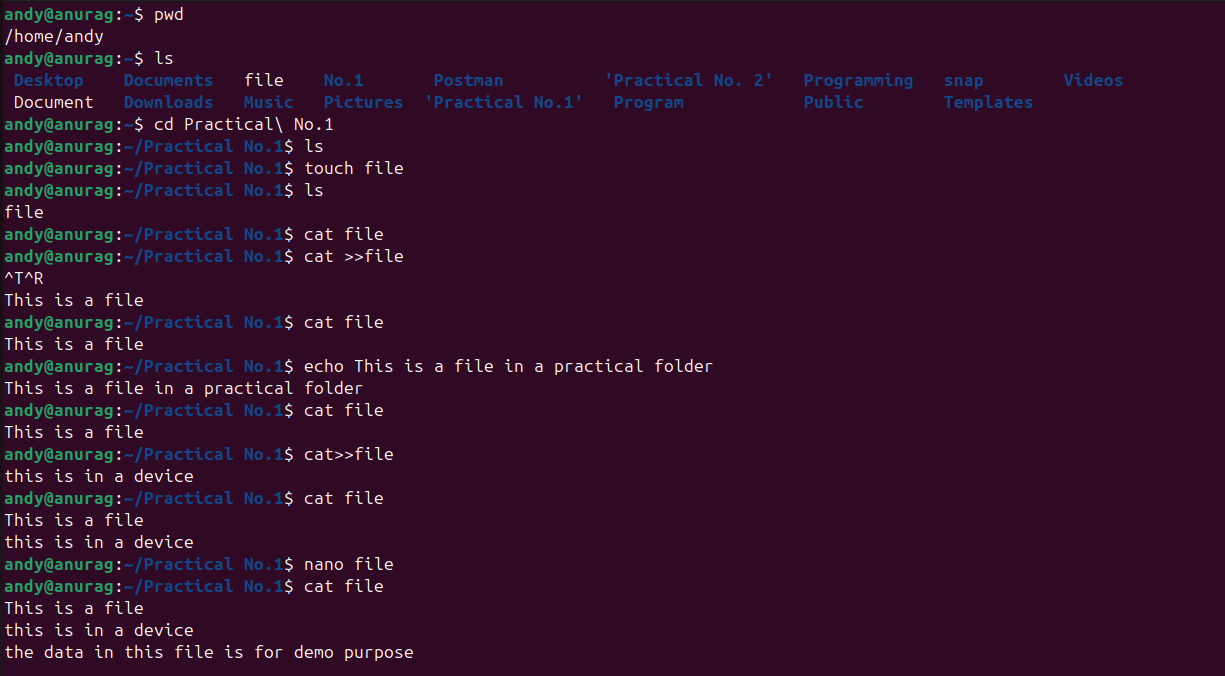 andy@anurag:~$ pwd
/home/andy
andy@anurag:~$ ls
Desktop Documents file No.1 Postman 'Practical No. 2' Programming snap Videos
Document Downloads Music Pictures 'Practical No.1' Program Public Templates
andy@anurag:~$ cd Practical\ No.1
andy@anurag:~/Practical No.1$ ls
andy@anurag:~/Practical No.1$ touch file
andy@anurag:~/Practical No.1$ ls
file
andy@anurag:~/Practical No.1$ cat file
andy@anurag:~/Practical No.1$ cat >>file
^T^R
This is a file
andy@anurag:~/Practical No.1$ cat file
This is a file
andy@anurag:~/Practical No.1$ echo This is a file in a practical folder
This is a file in a practical folder
andy@anurag:~/Practical No.1$ cat file
This is a file
andy@anurag:~/Practical No.1$ cat>>file
this is in a device
andy@anurag:~/Practical No.1$ cat file
This is a file
this is in a device
andy@anurag:~/Practical No.1$ nano file
andy@anurag:~/Practical No.1$ cat file
This is a file
this is in a device
the data in this file is for demo purpose